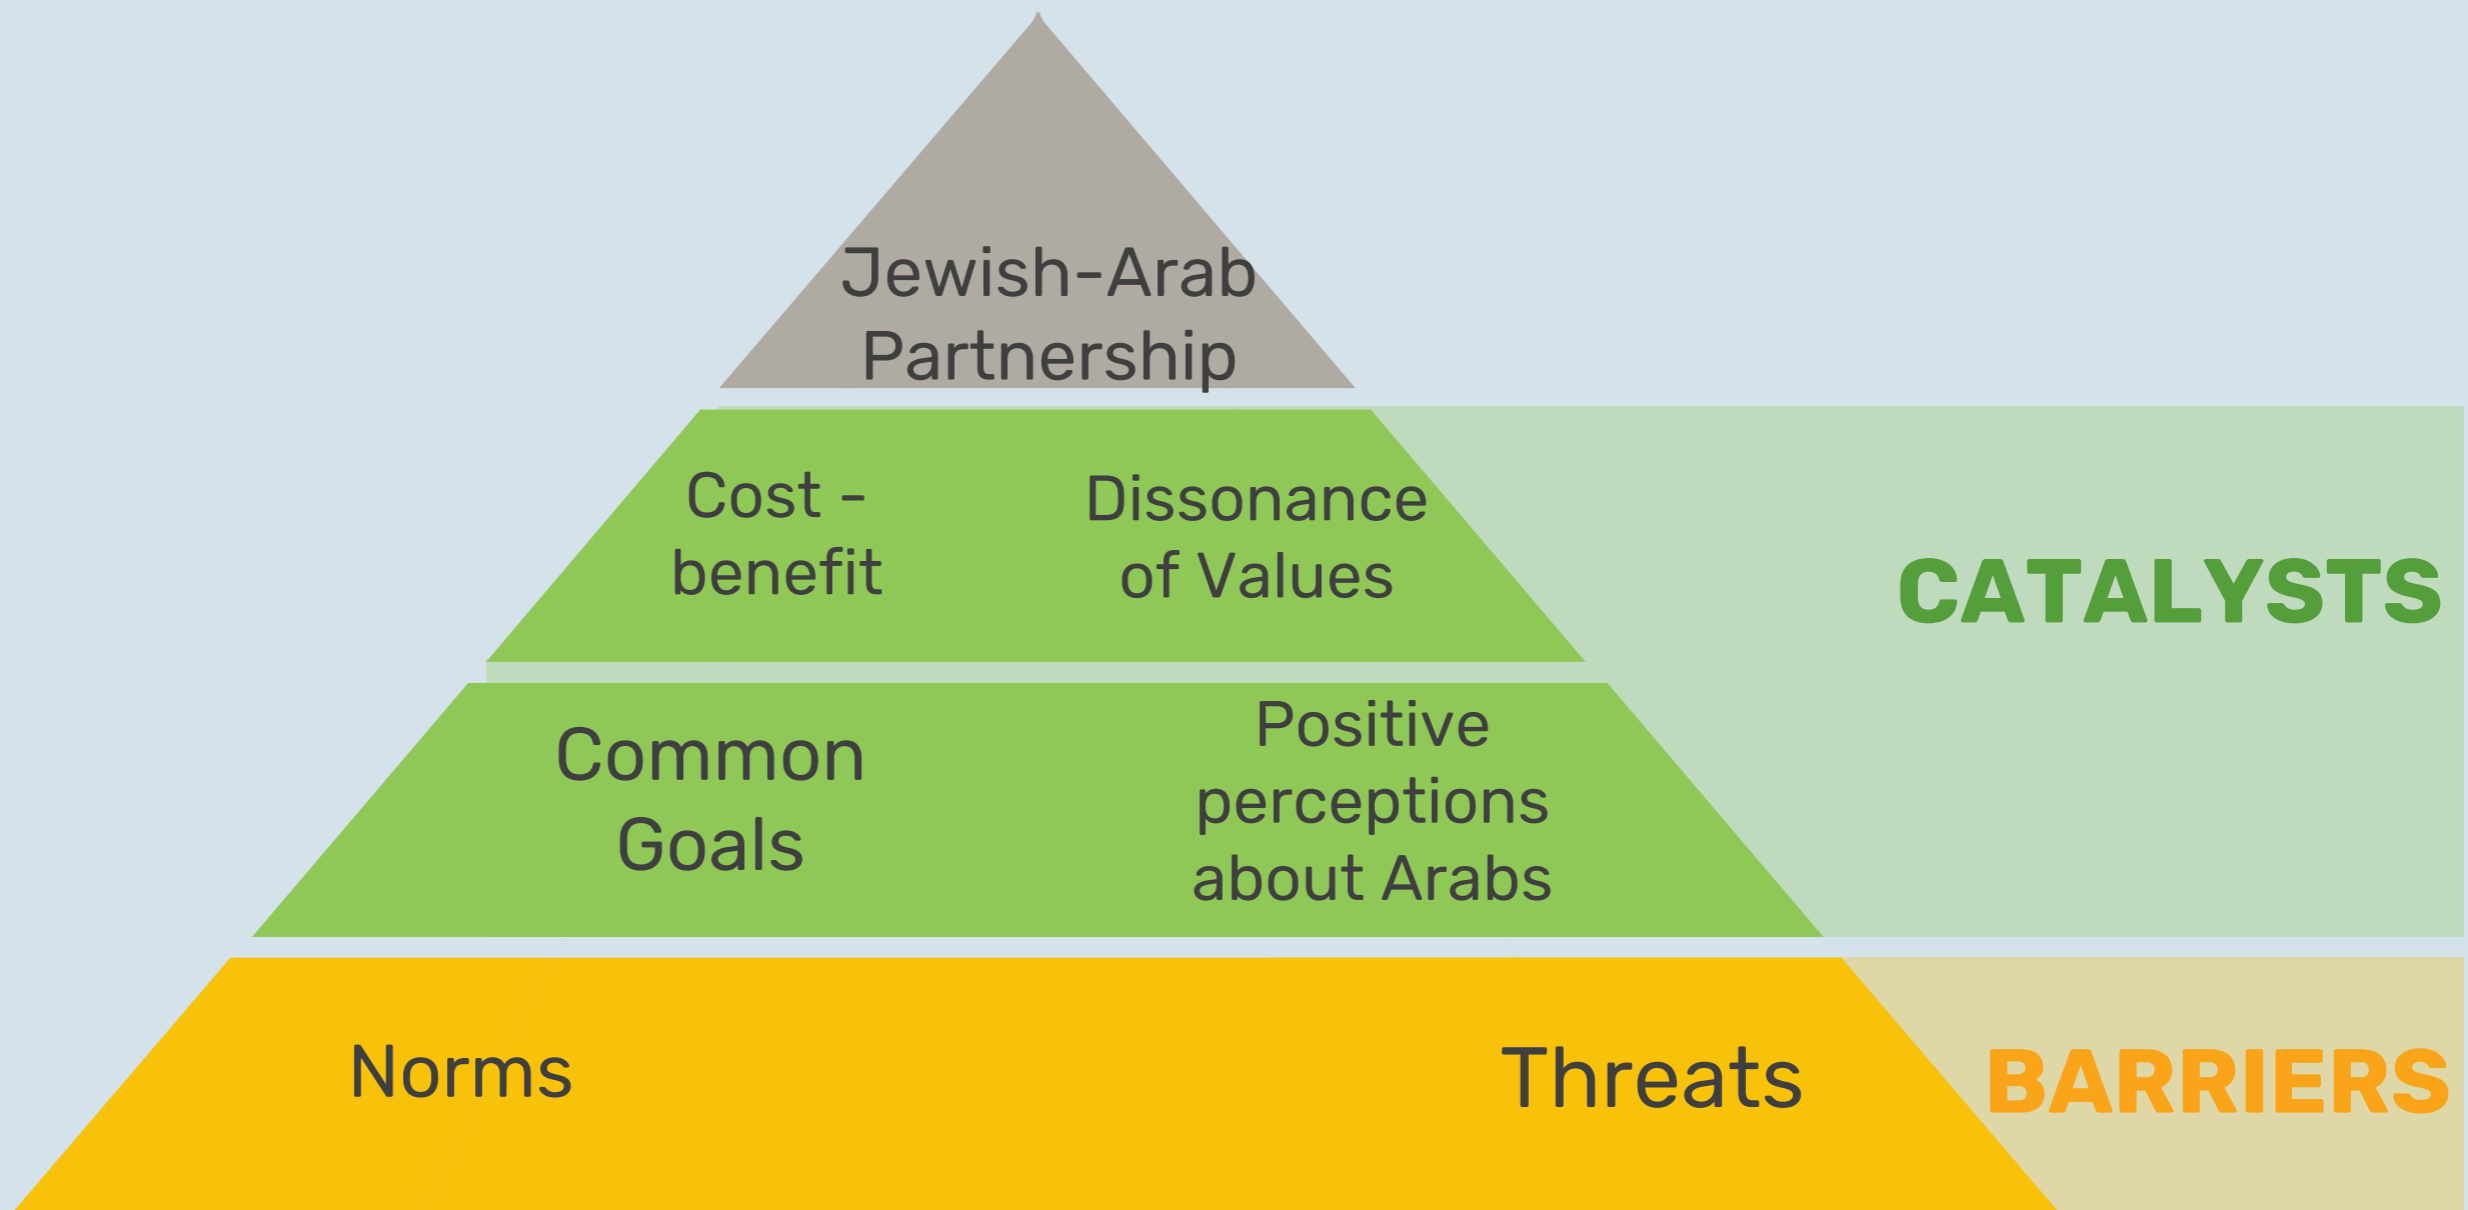 Jewish-Arab
Partnership
Cost -
benefit
Dissonance
of Values
CATALYSTS
Common
Goals
Positive
perceptions
about Arabs
Norms
Threats
BARRIERS